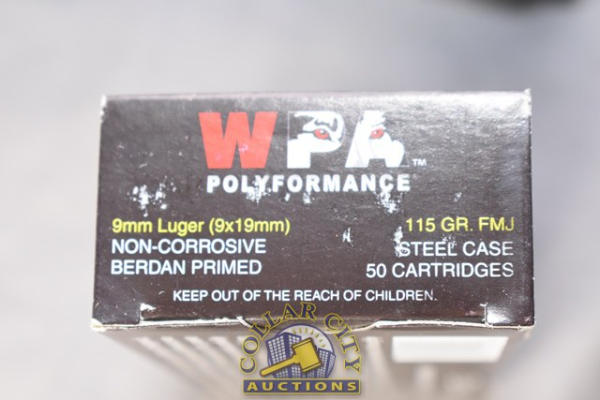 WPA™
POLYFORMANCE
9mm Luger (9x19mm) 115 GR. FMJ
NON-CORROSIVE STEEL CASE
BERDAN PRIMED 50 CARTRIDGES
KEEP OUT OF THE REACH OF CHILDREN.
COLLAR CITY
AUCTIONS